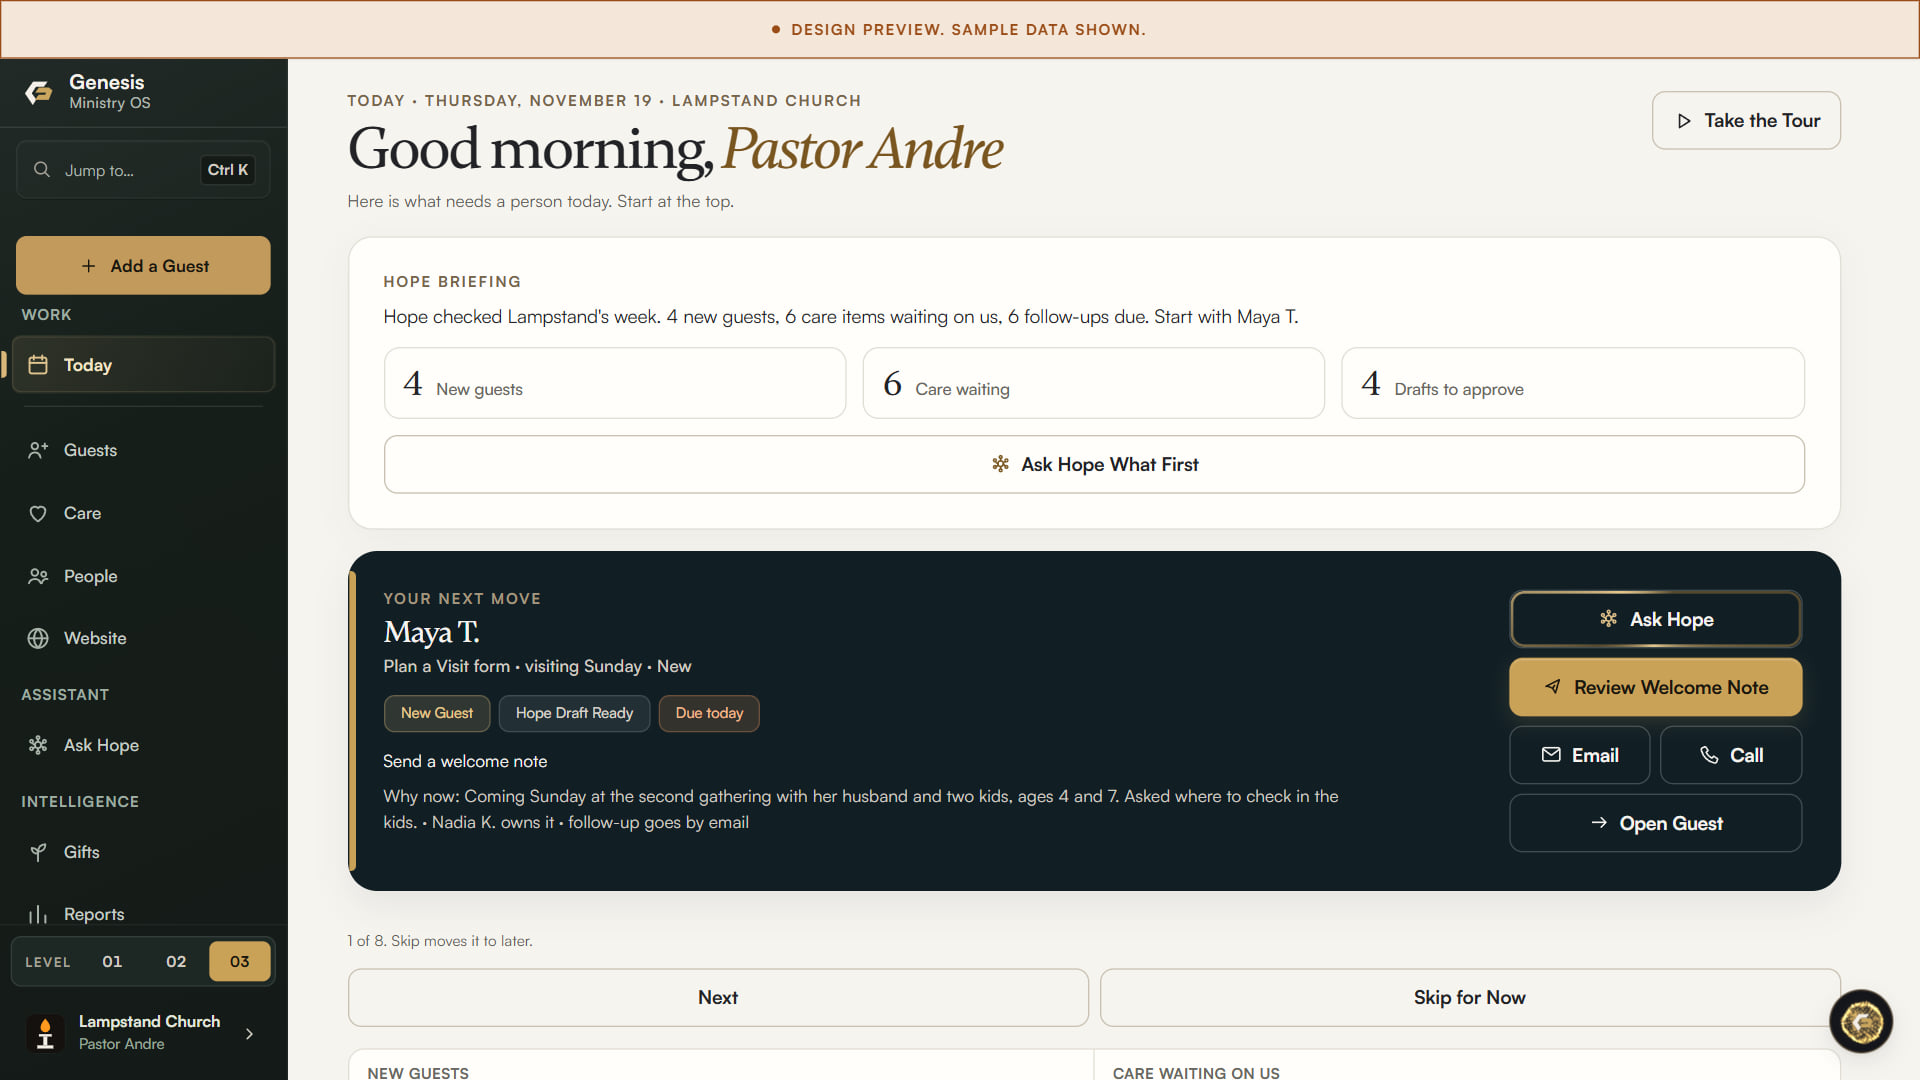 DESIGN PREVIEW. SAMPLE DATA SHOWN.
Genesis
Ministry OS
Jump to...
Ctrl K
Add a Guest
WORK
Today
Guests
Care
People
Website
ASSISTANT
Ask Hope
INTELLIGENCE
Gifts
Reports
LEVEL 01 02 03
Lampstand Church
Pastor Andre
TODAY · THURSDAY, NOVEMBER 19 · LAMPSTAND CHURCH
Good morning, Pastor Andre
Here is what needs a person today. Start at the top.
Take the Tour
HOPE BRIEFING
Hope checked Lampstand's week. 4 new guests, 6 care items waiting on us, 6 follow-ups due. Start with Maya T.
4 New guests
6 Care waiting
4 Drafts to approve
Ask Hope What First
YOUR NEXT MOVE
Maya T.
Plan a Visit form · visiting Sunday · New
New Guest
Hope Draft Ready
Due today
Send a welcome note
Why now: Coming Sunday at the second gathering with her husband and two kids, ages 4 and 7. Asked where to check in the
kids. · Nadia K. owns it · follow-up goes by email
Ask Hope
Review Welcome Note
Email
Call
Open Guest
1 of 8. Skip moves it to later.
Next
Skip for Now
NEW GUESTS
CARE WAITING ON US